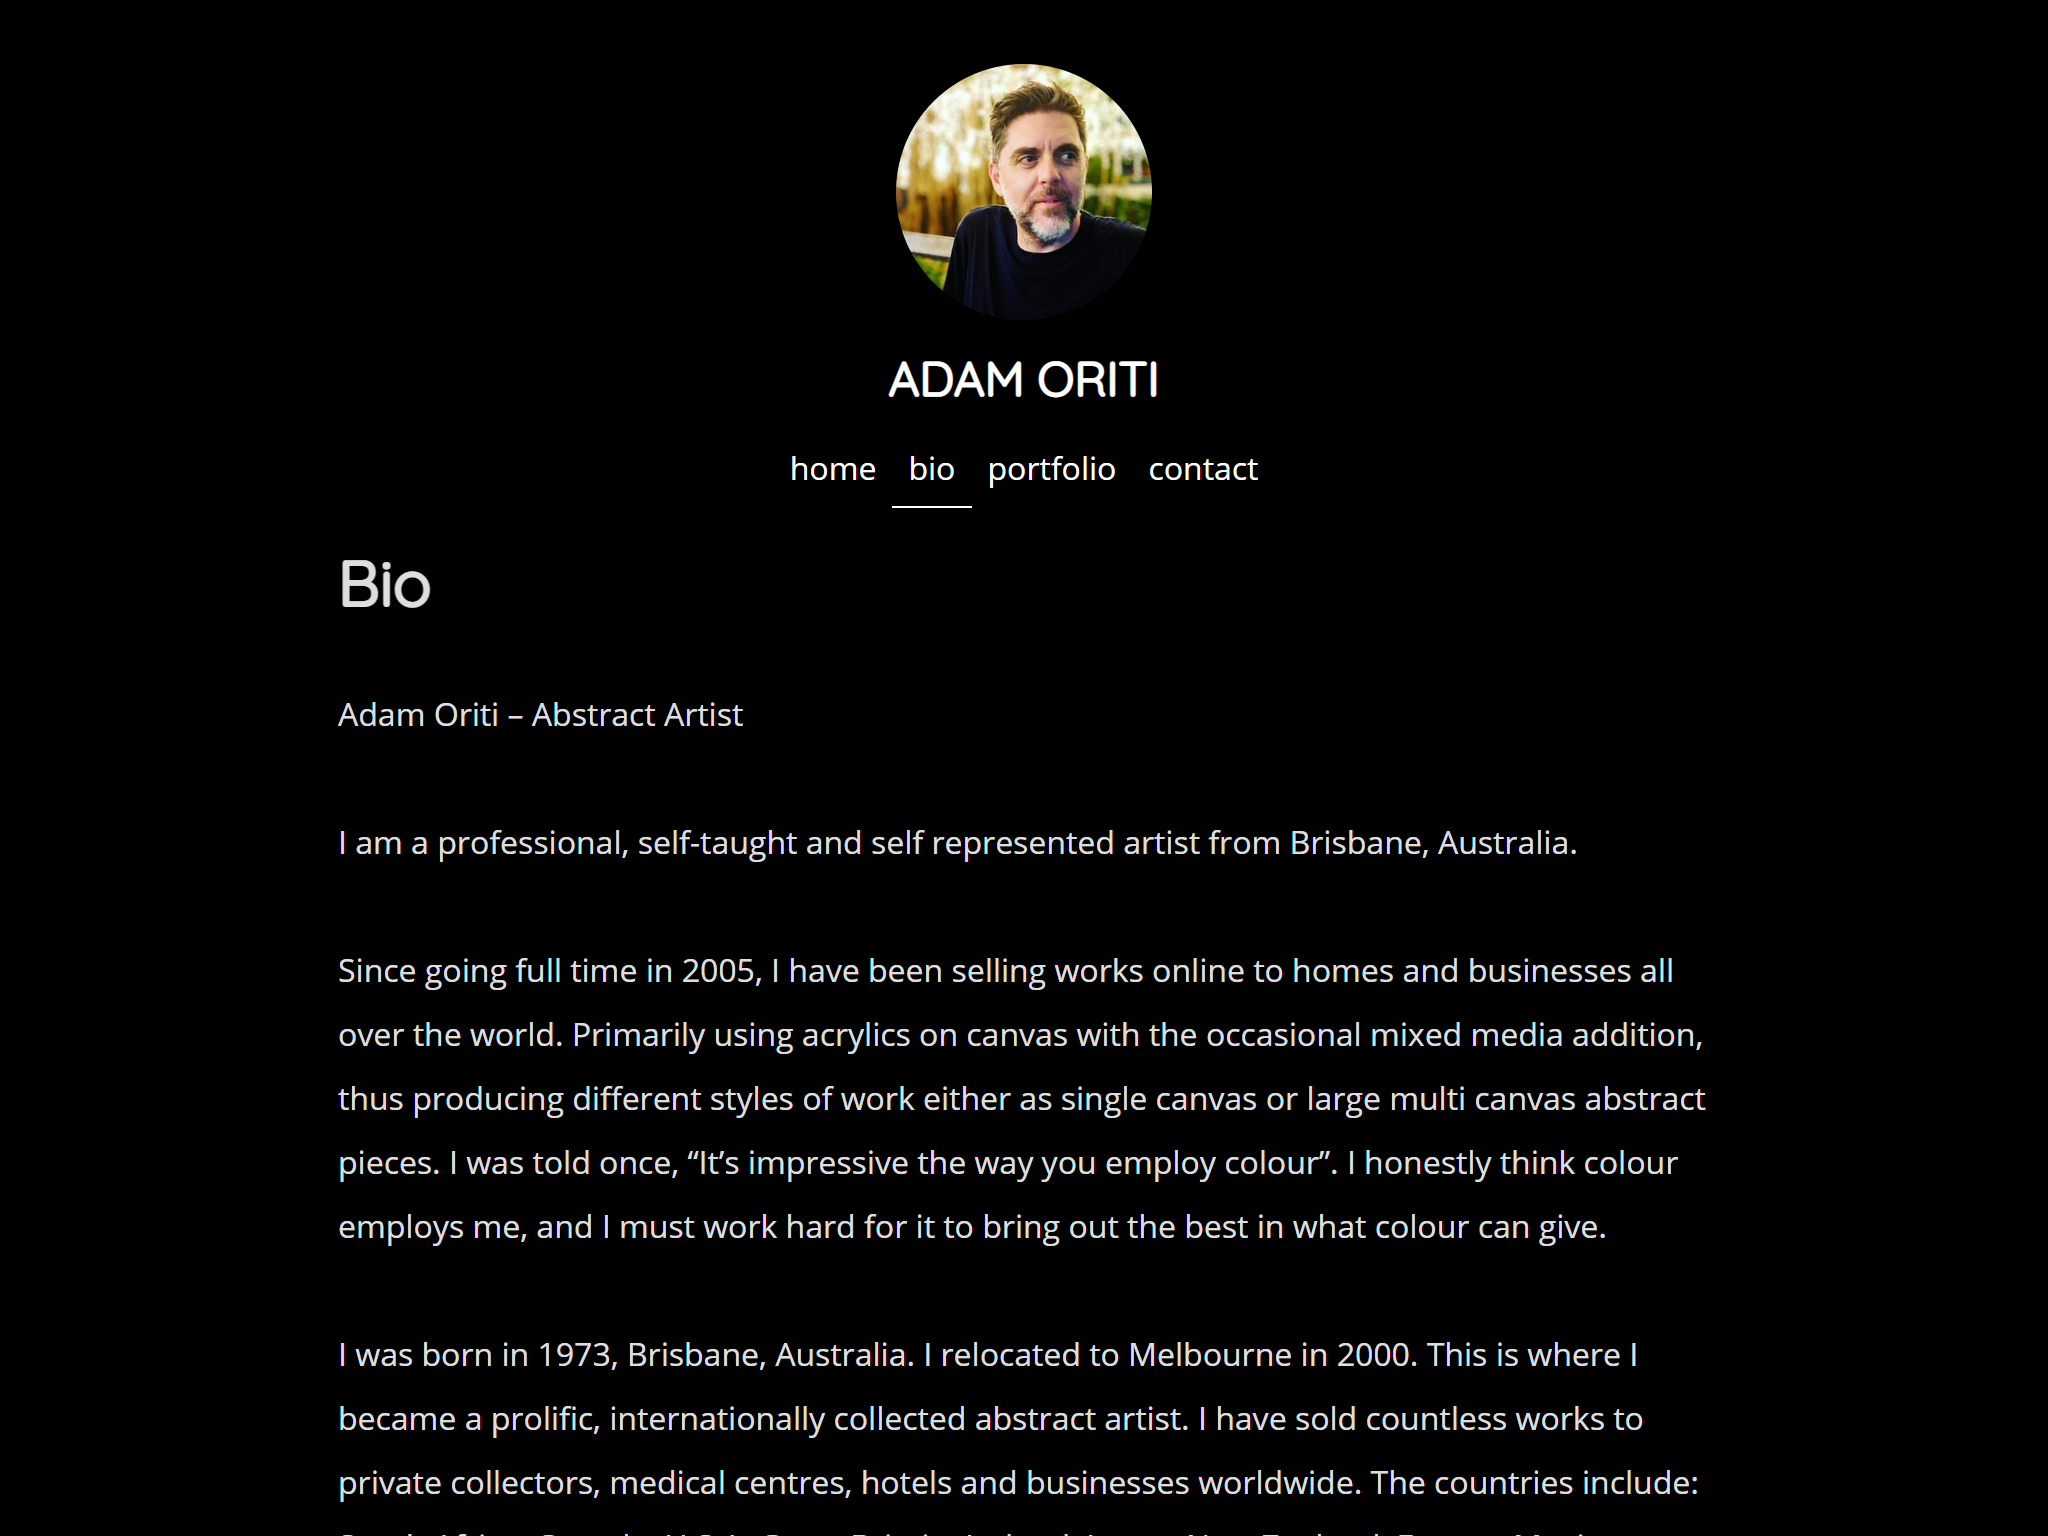 ADAM ORITI
home bio portfolio contact
Bio
Adam Oriti – Abstract Artist
I am a professional, self-taught and self represented artist from Brisbane, Australia.
Since going full time in 2005, I have been selling works online to homes and businesses all
over the world. Primarily using acrylics on canvas with the occasional mixed media addition,
thus producing different styles of work either as single canvas or large multi canvas abstract
pieces. I was told once, “It’s impressive the way you employ colour”. I honestly think colour
employs me, and I must work hard for it to bring out the best in what colour can give.
I was born in 1973, Brisbane, Australia. I relocated to Melbourne in 2000. This is where I
became a prolific, internationally collected abstract artist. I have sold countless works to
private collectors, medical centres, hotels and businesses worldwide. The countries include: